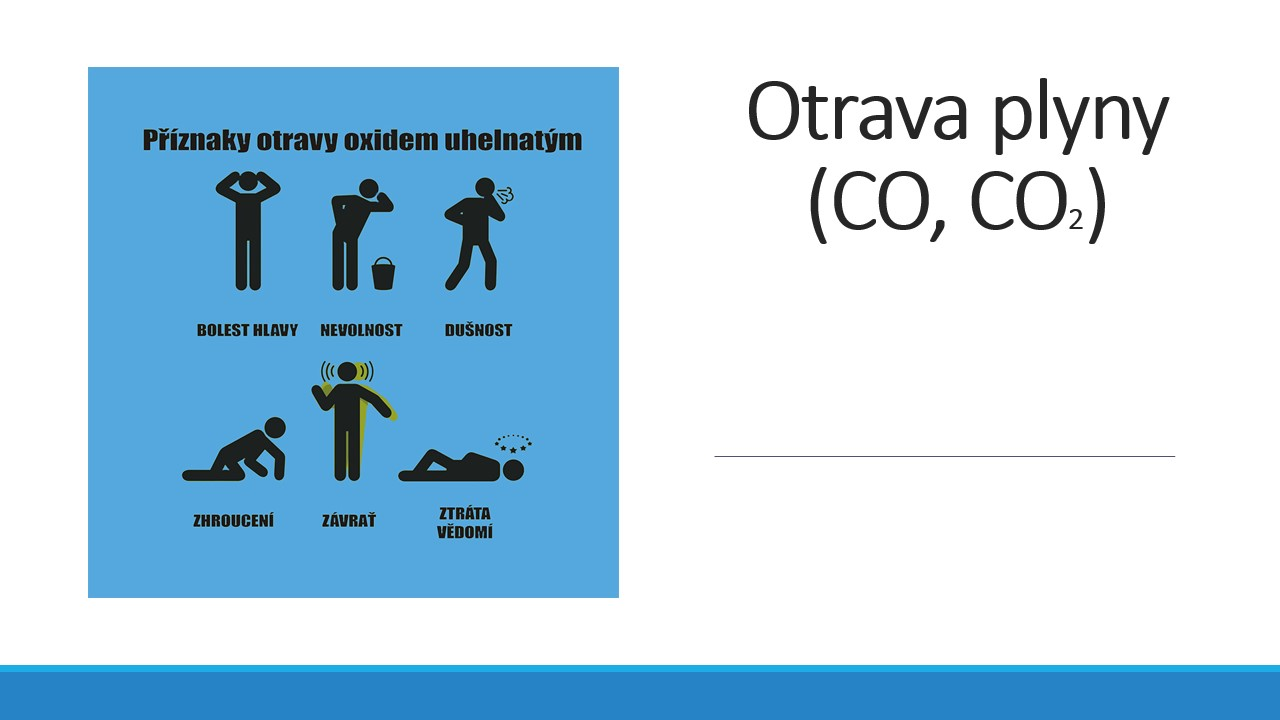 Příznaky otravy oxidem uhelnatým
BOLEST HLAVY NEVOLNOST DUŠNOST
ZHROUCENÍ ZÁVRAŤ ZTRÁTA
VĚDOMÍ
Otrava plyny
(CO, CO₂)